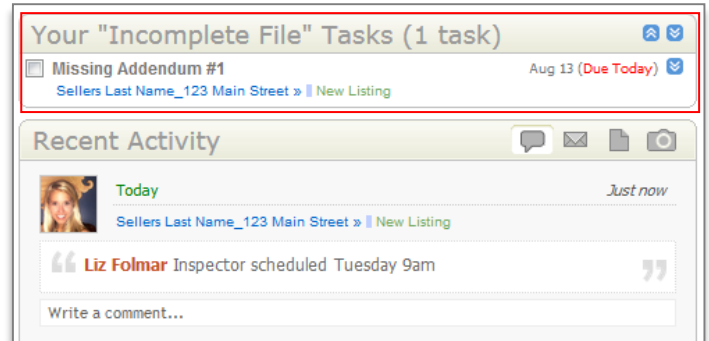 Your "Incomplete File" Tasks (1 task)
Missing Addendum #1 Aug 13 (Due Today)
Sellers Last Name_123 Main Street » New Listing
Recent Activity
Today Just now
Sellers Last Name_123 Main Street » New Listing
“ Liz Folmar Inspector scheduled Tuesday 9am ”
Write a comment...